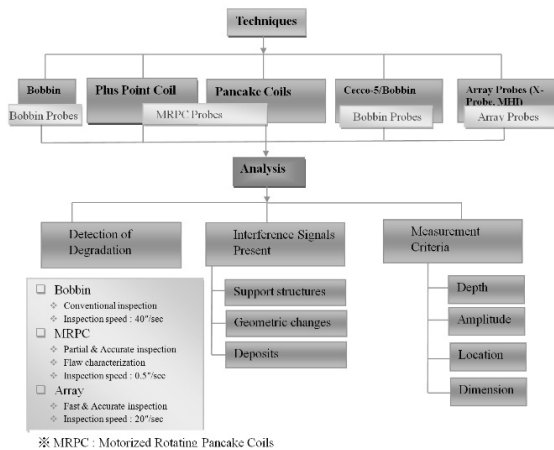 Techniques
Bobbin
Bobbin Probes
Plus Point Coil
Pancake Coils
MRPC Probes
Cecco-5/Bobbin
Bobbin Probes
Array Probes (X-
Probe, MHI)
Array Probes
Analysis
Detection of
Degradation
Interference Signals
Present
Measurement
Criteria
❑ Bobbin
❖ Conventional inspection
❖ Inspection speed : 40"/sec
❑ MRPC
❖ Partial & Accurate inspection
❖ Flaw characterization
❖ Inspection speed : 0.5"/sec
❑ Array
❖ Fast & Accurate inspection
❖ Inspection speed : 20"/sec
Support structures
Geometric changes
Deposits
Depth
Amplitude
Location
Dimension
※ MRPC : Motorized Rotating Pancake Coils